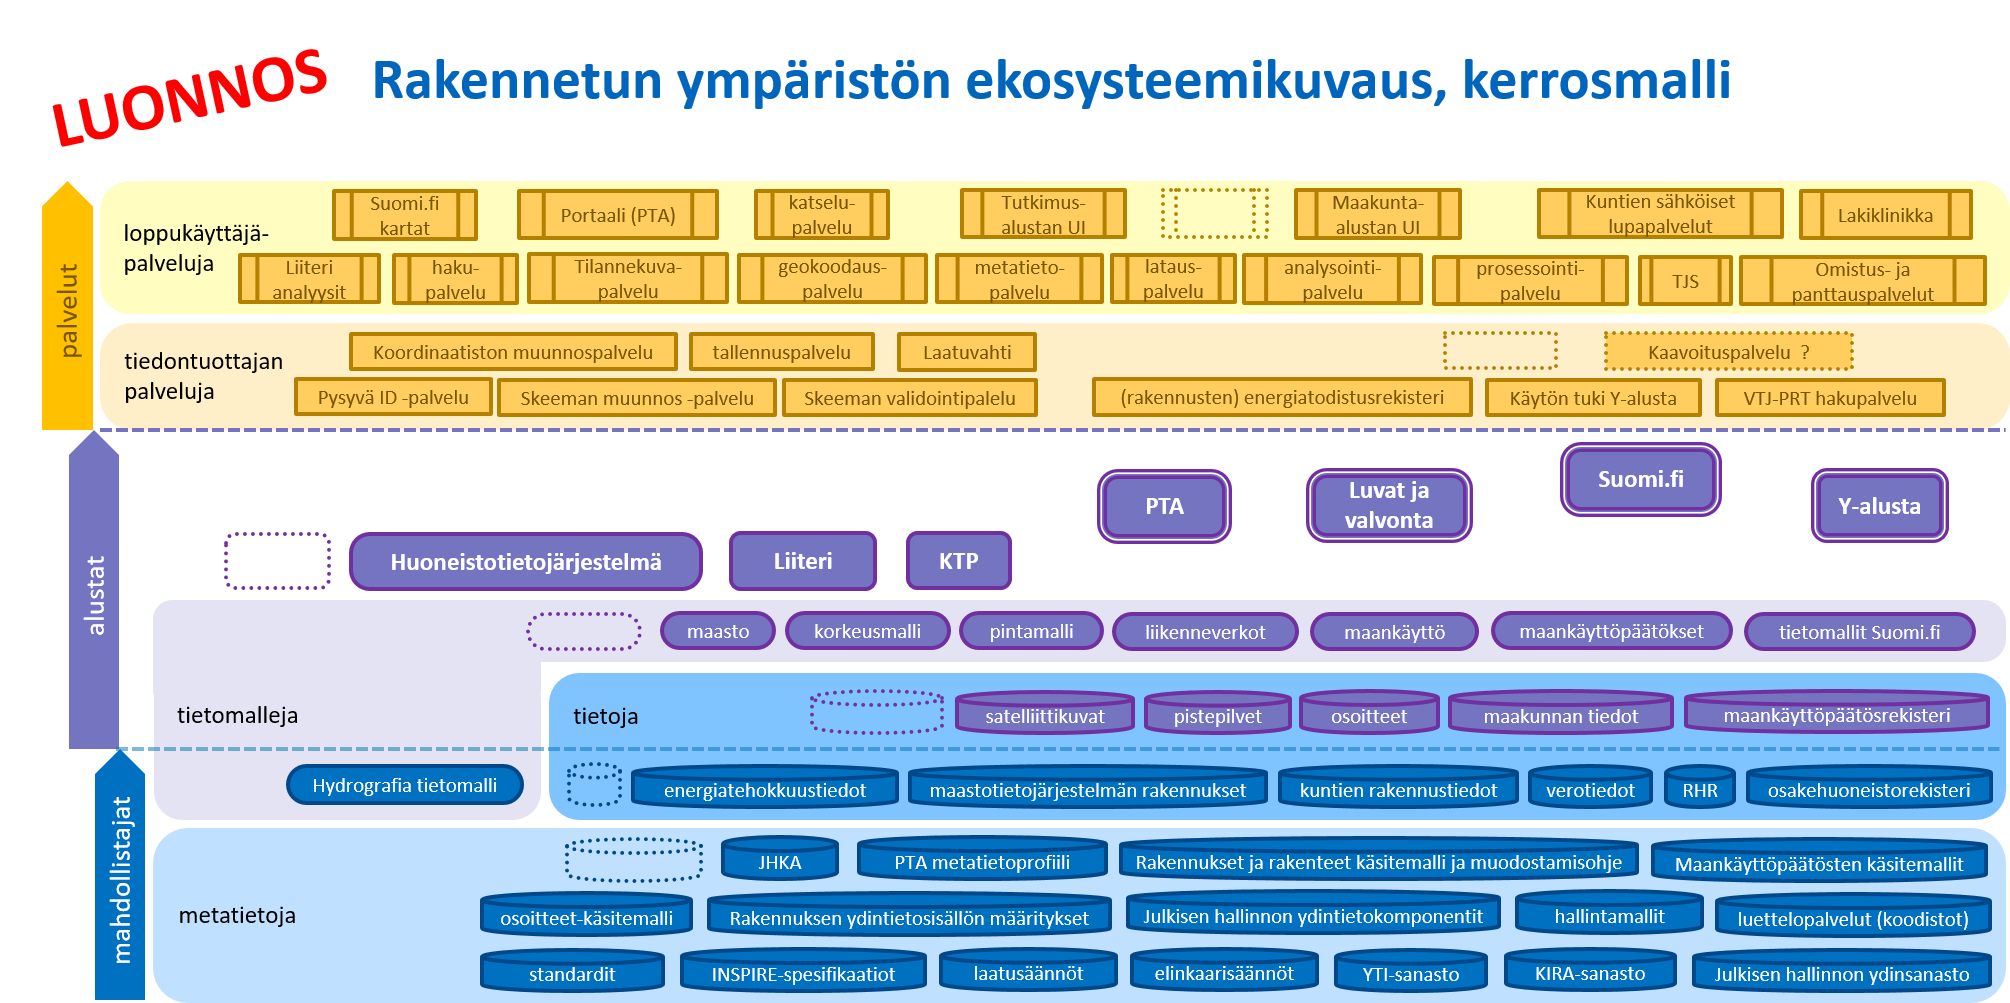 LUONNOS
Rakennetun ympäristön ekosysteemikuvaus, kerrosmalli
palvelut
loppukäyttäjä-
palveluja
Suomi.fi
kartat
Portaali (PTA)
katselu-
palvelu
Tutkimus-
alustan UI
Maakunta-
alustan UI
Kuntien sähköiset
lupapalvelut
Lakiklinikka
Liiteri
analyysit
haku-
palvelu
Tilannekuva-
palvelu
geokoodaus-
palvelu
metatieto-
palvelu
lataus-
palvelu
analysointi-
palvelu
prosessointi-
palvelu
TJS
Omistus- ja
panttauspalvelut
tiedontuottajan
palveluja
Koordinaatiston muunnospalvelu
tallennuspalvelu
Laatuvahti
Kaavoituspalvelu ?
Pysyvä ID -palvelu
Skeeman muunnos -palvelu
Skeeman validointipalelu
(rakennusten) energiatodistusrekisteri
Käytön tuki Y-alusta
VTJ-PRT hakupalvelu
alustat
PTA
Luvat ja
valvonta
Suomi.fi
Y-alusta
Huoneistotietojärjestelmä
Liiteri
KTP
maasto
korkeusmalli
pintamalli
liikenneverkot
maankäyttö
maankäyttöpäätökset
tietomallit Suomi.fi
tietomalleja
tietoja
satelliittikuvat
pistepilvet
osoitteet
maakunnan tiedot
maankäyttöpäätösrekisteri
mahdollistajat
Hydrografia tietomalli
energiatehokkuustiedot
maastotietojärjestelmän rakennukset
kuntien rakennustiedot
verotiedot
RHR
osakehuoneistorekisteri
metatietoja
JHKA
PTA metatietoprofiili
Rakennukset ja rakenteet käsitemalli ja muodostamisohje
Maankäyttöpäätösten käsitemallit
osoitteet-käsitemalli
Rakennuksen ydintietosisällön määritykset
Julkisen hallinnon ydintietokomponentit
hallintamallit
luettelopalvelut (koodistot)
standardit
INSPIRE-spesifikaatiot
laatusäännöt
elinkaarisäännöt
YTI-sanasto
KIRA-sanasto
Julkisen hallinnon ydinsanasto